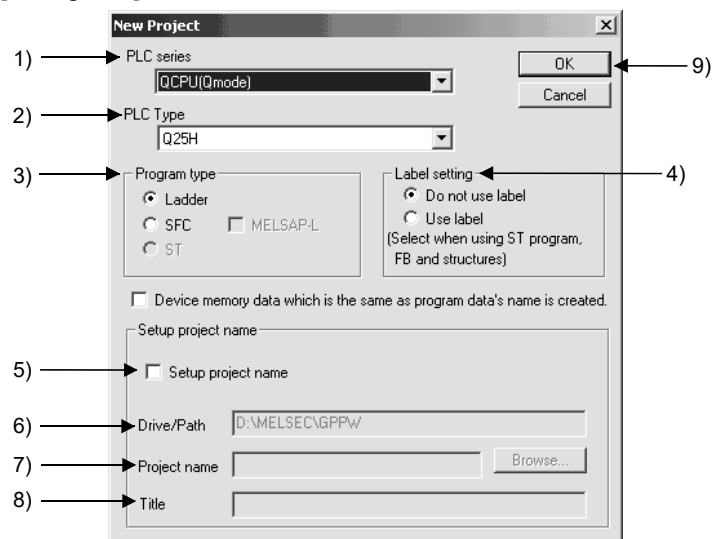 New Project
1)
PLC series
QCPU(Qmode)
OK
9)
Cancel
2)
PLC Type
Q25H
3)
Program type
Ladder
SFC
MELSAP-L
ST
Label setting
4)
Do not use label
Use label
(Select when using ST program,
FB and structures)
Device memory data which is the same as program data's name is created.
Setup project name
5)
Setup project name
6)
Drive/Path
D:\MELSEC\GPPW
7)
Project name
Browse...
8)
Title